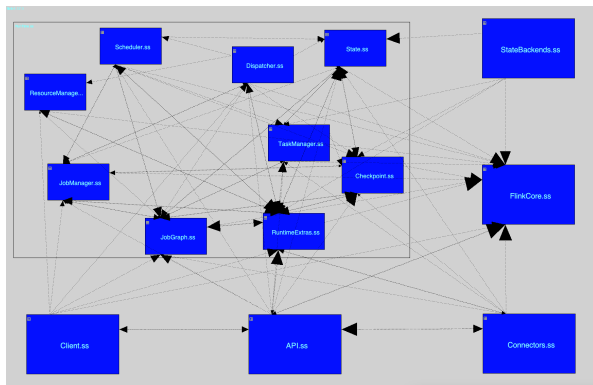 Scheduler.ss
State.ss
StateBackends.ss
Dispatcher.ss
ResourceManage...
TaskManager.ss
Checkpoint.ss
JobManager.ss
FlinkCore.ss
JobGraph.ss
RuntimeExtras.ss
Client.ss
API.ss
Connectors.ss